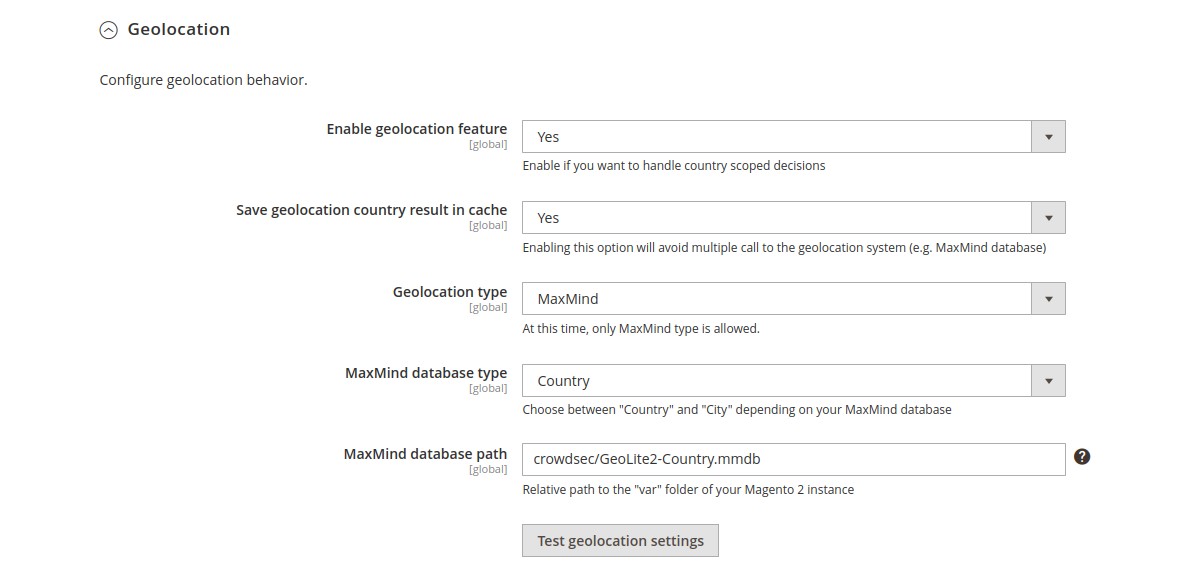 Geolocation
Configure geolocation behavior.
Enable geolocation feature
[global]
Yes
Enable if you want to handle country scoped decisions
Save geolocation country result in cache
[global]
Yes
Enabling this option will avoid multiple call to the geolocation system (e.g. MaxMind database)
Geolocation type
[global]
MaxMind
At this time, only MaxMind type is allowed.
MaxMind database type
[global]
Country
Choose between "Country" and "City" depending on your MaxMind database
MaxMind database path
[global]
crowdsec/GeoLite2-Country.mmdb
?
Relative path to the "var" folder of your Magento 2 instance
Test geolocation settings